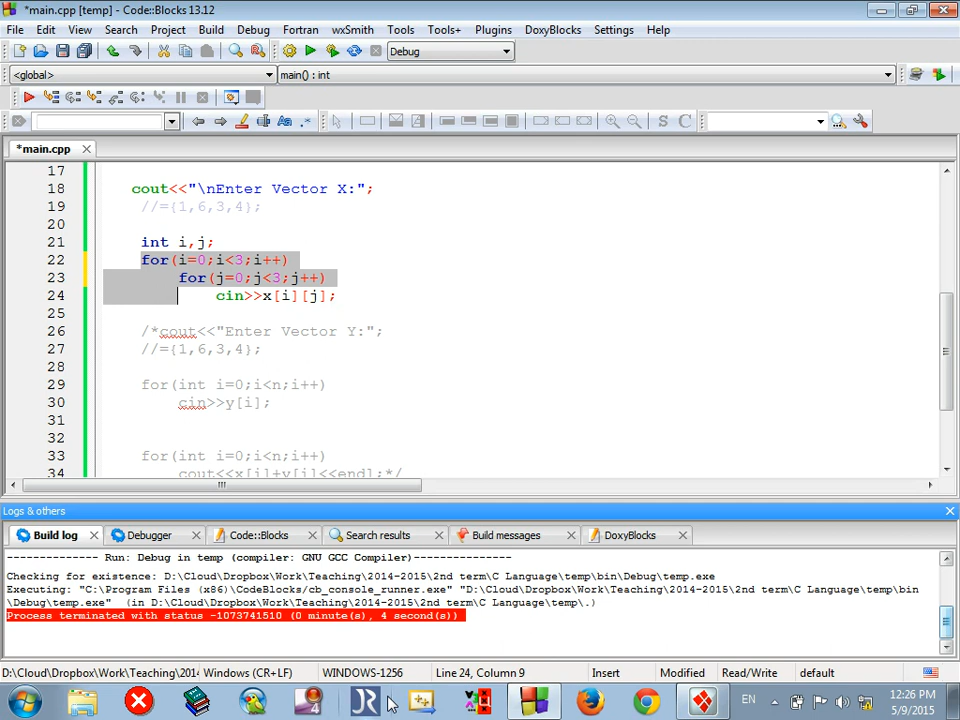 *main.cpp [temp] - Code::Blocks 13.12
File Edit View Search Project Build Debug Fortran wxSmith Tools Tools+ Plugins DoxyBlocks Settings Help
Debug
<global> main() : int
S C
*main.cpp
17
18 cout<<"\nEnter Vector X:";
19 //={1,6,3,4};
20
21 int i,j;
22 for(i=0;i<3;i++)
23 for(j=0;j<3;j++)
24 cin>>x[i][j];
25
26 /*cout<<"Enter Vector Y:";
27 //={1,6,3,4};
28
29 for(int i=0;i<n;i++)
30 cin>>y[i];
31
32
33 for(int i=0;i<n;i++)
34 cout<<x[i]+y[i]<<endl;*/
Logs & others
Build log Debugger Code::Blocks Search results Build messages DoxyBlocks
-------------- Run: Debug in temp (compiler: GNU GCC Compiler)---------------
Checking for existence: D:\Cloud\Dropbox\Work\Teaching\2014-2015\2nd term\C Language\temp\bin\Debug\temp.exe
Executing: "C:\Program Files (x86)\CodeBlocks/cb_console_runner.exe" "D:\Cloud\Dropbox\Work\Teaching\2014-2015\2nd term\C Language\temp\bin
\Debug\temp.exe" (in D:\Cloud\Dropbox\Work\Teaching\2014-2015\2nd term\C Language\temp\.)
Process terminated with status -1073741510 (0 minute(s), 4 second(s))
D:\Cloud\Dropbox\Work\Teaching\201 Windows (CR+LF) WINDOWS-1256 Line 24, Column 9 Insert Modified Read/Write default
EN 12:26 PM
5/9/2015